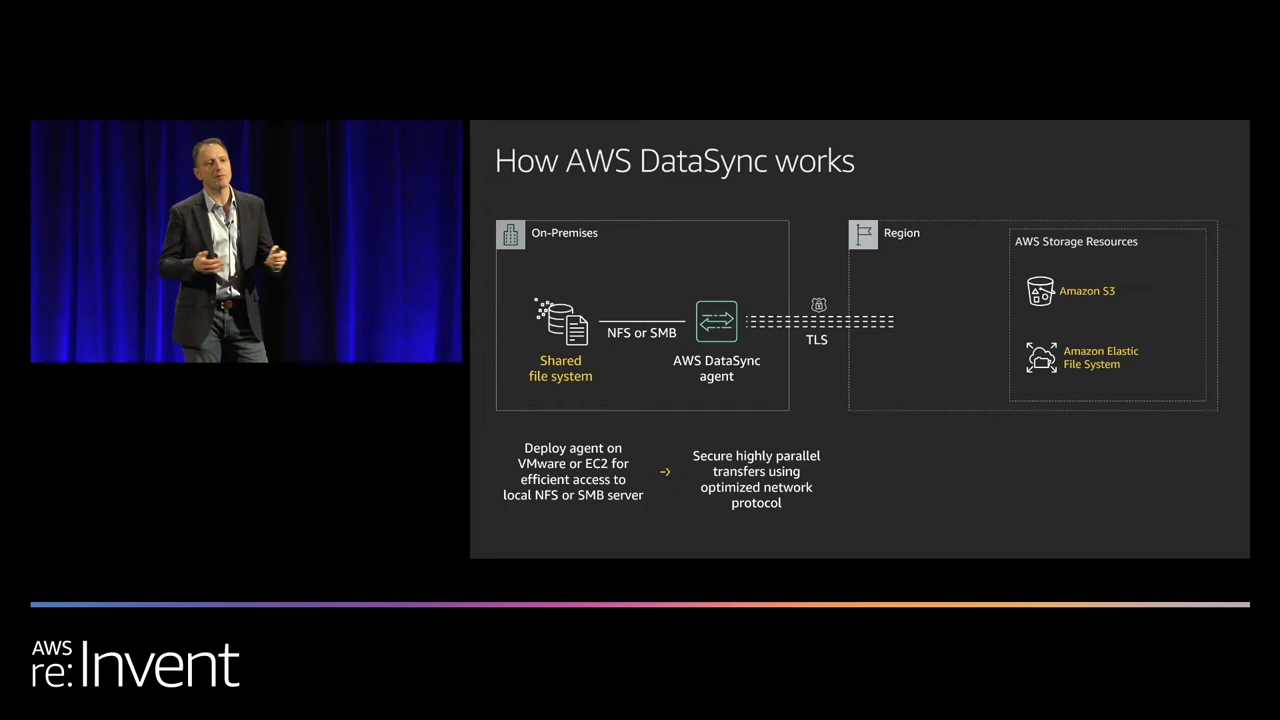 How AWS DataSync works
On-Premises
Region
AWS Storage Resources
Amazon S3
NFS or SMB
TLS
Shared
file system
AWS DataSync
agent
Amazon Elastic
File System
Deploy agent on
VMware or EC2 for
efficient access to
local NFS or SMB server
Secure highly parallel
transfers using
optimized network
protocol
AWS
re:Invent